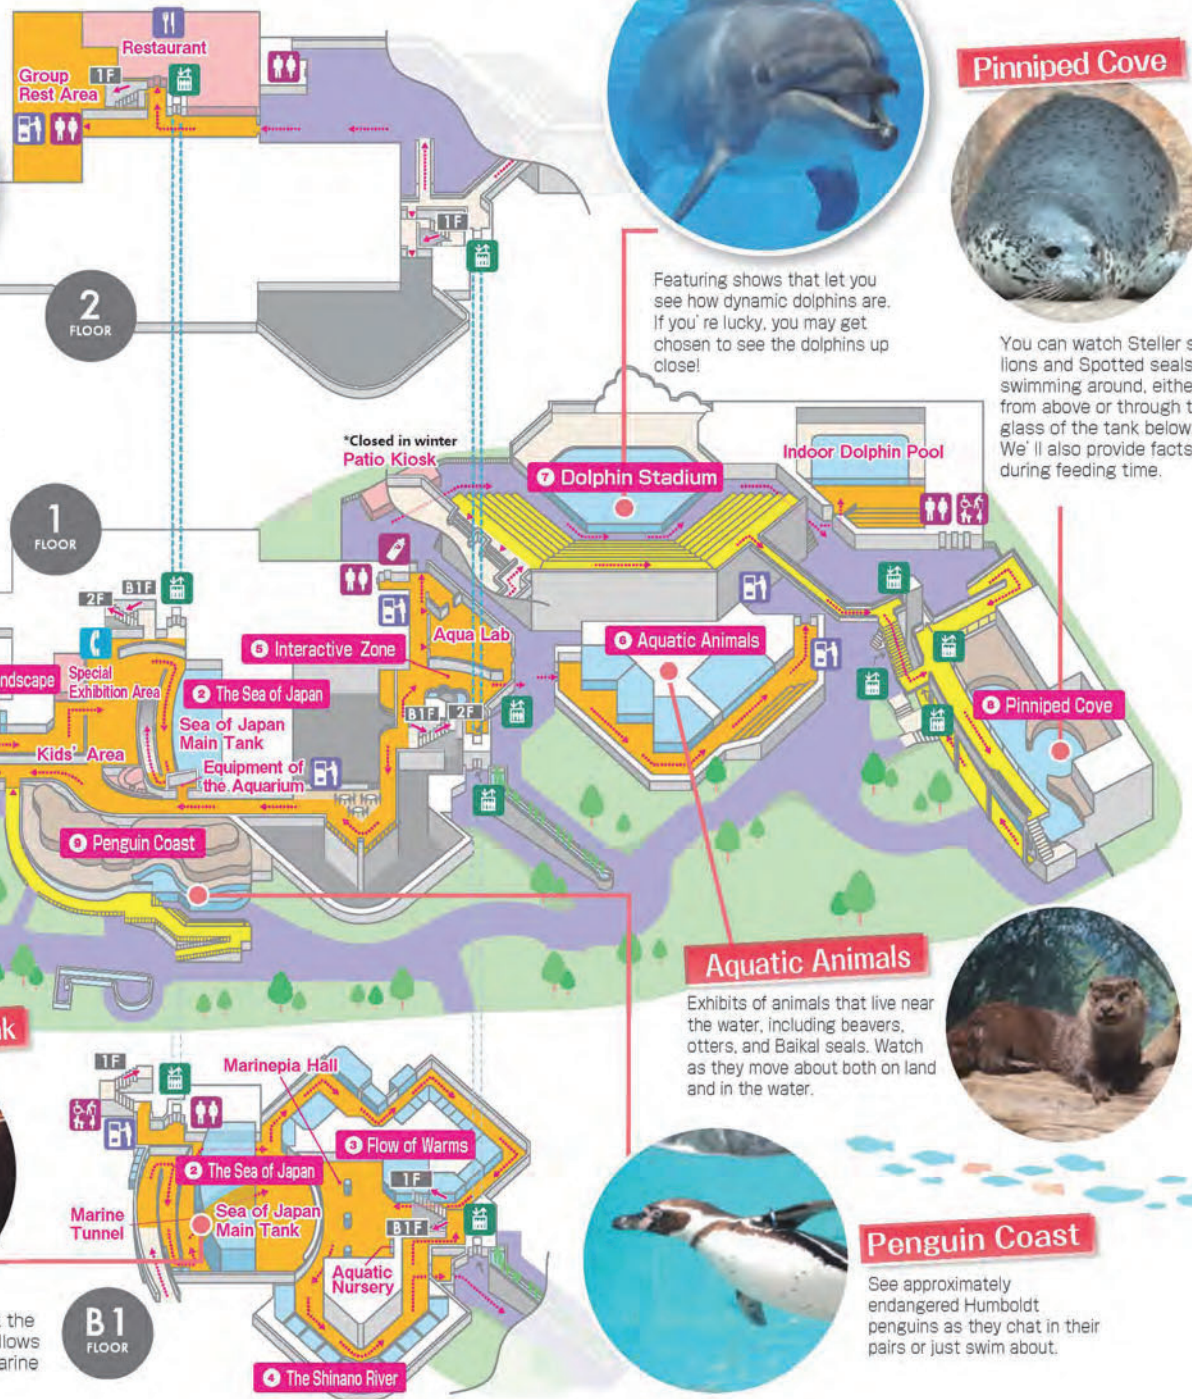 Restaurant
1F
Group
Rest Area
1F
2
FLOOR
Featuring shows that let you
see how dynamic dolphins are.
If you're lucky, you may get
chosen to see the dolphins up
close!
Pinniped Cove
You can watch Steller s
lions and Spotted seals
swimming around, eithe
from above or through t
glass of the tank below.
We'll also provide facts
during feeding time.
*Closed in winter
Patio Kiosk
7 Dolphin Stadium
Indoor Dolphin Pool
1
FLOOR
B1F
2F
5 Interactive Zone
Aqua Lab
6 Aquatic Animals
ndscape
Special
Exhibition Area
2 The Sea of Japan
Sea of Japan
Main Tank
B1F
2F
8 Pinniped Cove
Kids' Area
Equipment of
the Aquarium
9 Penguin Coast
Aquatic Animals
Exhibits of animals that live near
the water, including beavers,
otters, and Baikal seals. Watch
as they move about both on land
and in the water.
nk
1F
Marinepia Hall
3 Flow of Warms
2 The Sea of Japan
1F
Marine
Tunnel
Sea of Japan
Main Tank
B1F
Aquatic
Nursery
Penguin Coast
See approximately
endangered Humboldt
penguins as they chat in their
pairs or just swim about.
the
llows
arine
B1
FLOOR
4 The Shinano River